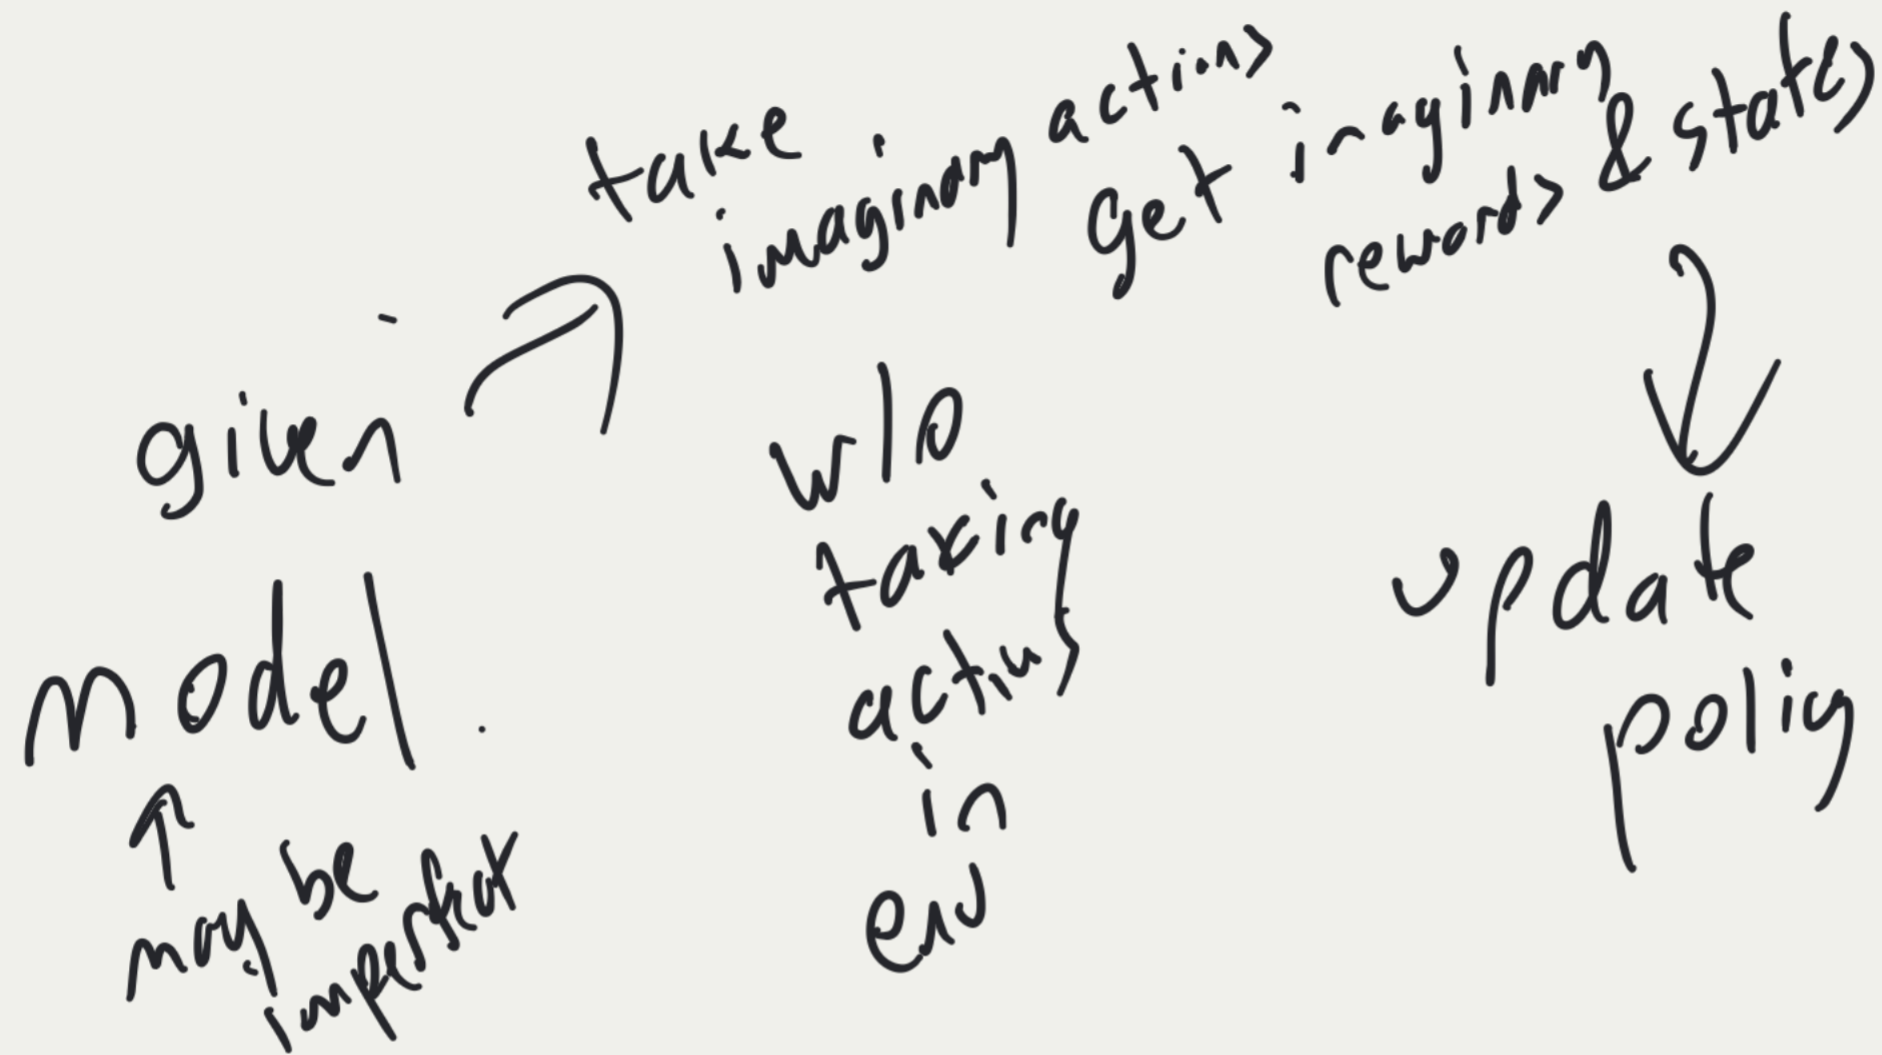 given
model.
may be
imperfect
take
imaginary actions
get imaginary
rewards & states
w/o
taking
actions
in
env
update
policy